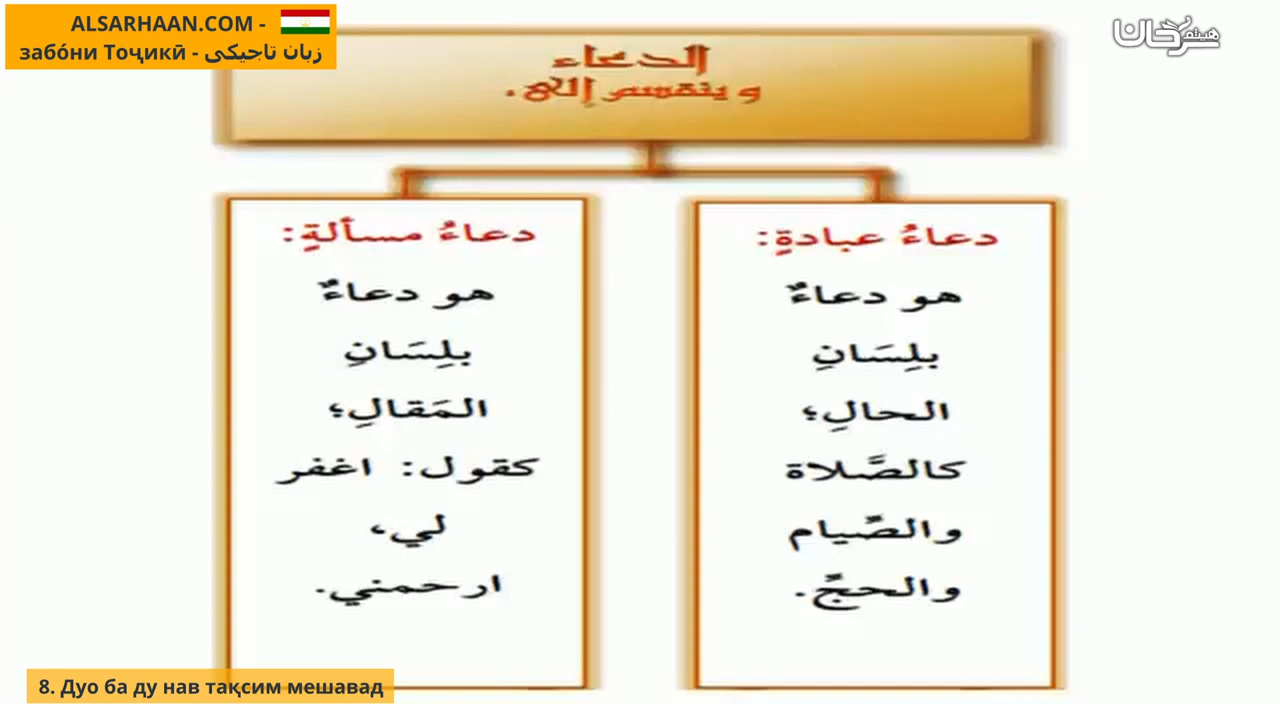 ALSARHAAN.COM -
забо́ни Тоҷикӣ - زبان تاجیکی
هيثم سرحان
الدعاء
وينقسم إلى:
دعاءُ عبادةٍ:
هو دعاءٌ
بلِسَانِ
الحالِ؛
كالصَّلاة
والصِّيام
والحجِّ.
دعاءُ مسألةٍ:
هو دعاءٌ
بلِسَانِ
المَقالِ؛
كقول: اغفر
لي،
ارحمني.
8. Дуо ба ду нав тақсим мешавад